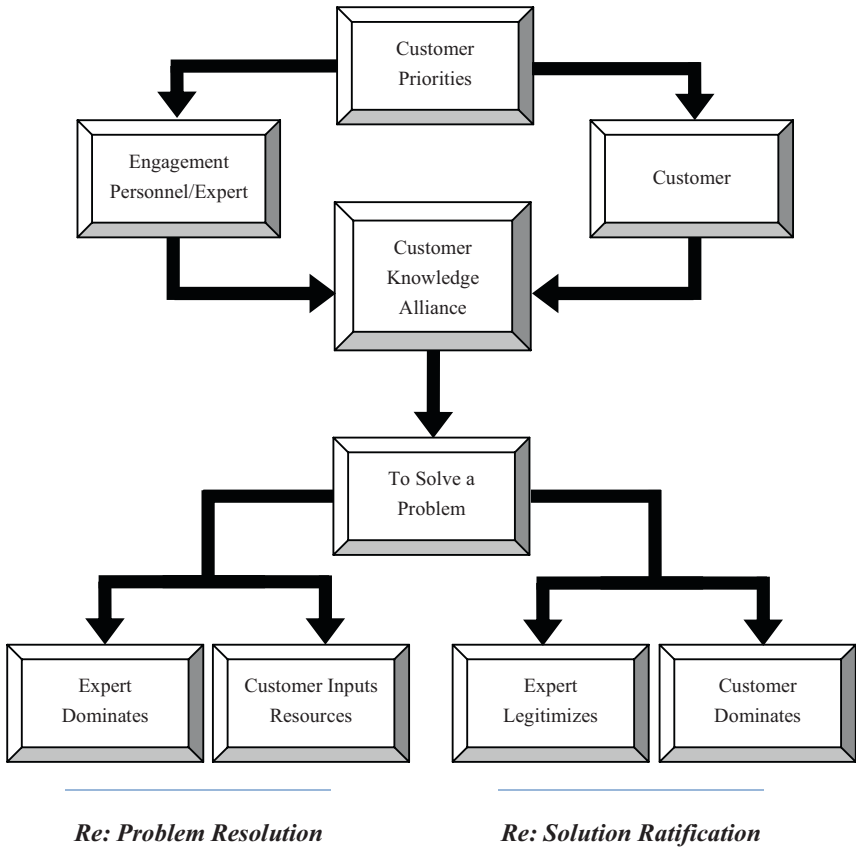 Customer
Priorities
Engagement
Personnel/Expert
Customer
Customer
Knowledge
Alliance
To Solve a
Problem
Expert
Dominates
Customer Inputs
Resources
Expert
Legitimizes
Customer
Dominates
Re: Problem Resolution
Re: Solution Ratification